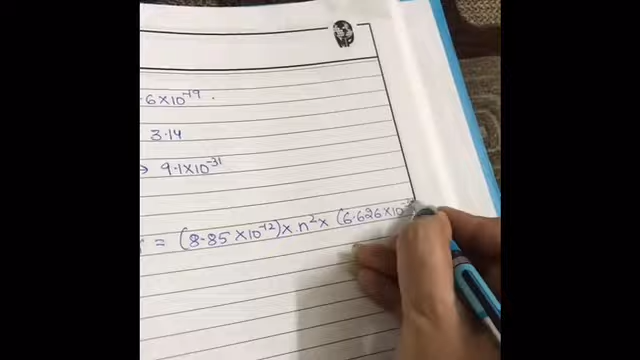 .6×10⁻¹⁹.
3.14
→ 9.1×10⁻³¹
= (8.85 ×10⁻¹²)×.n²× (6.626×10⁻